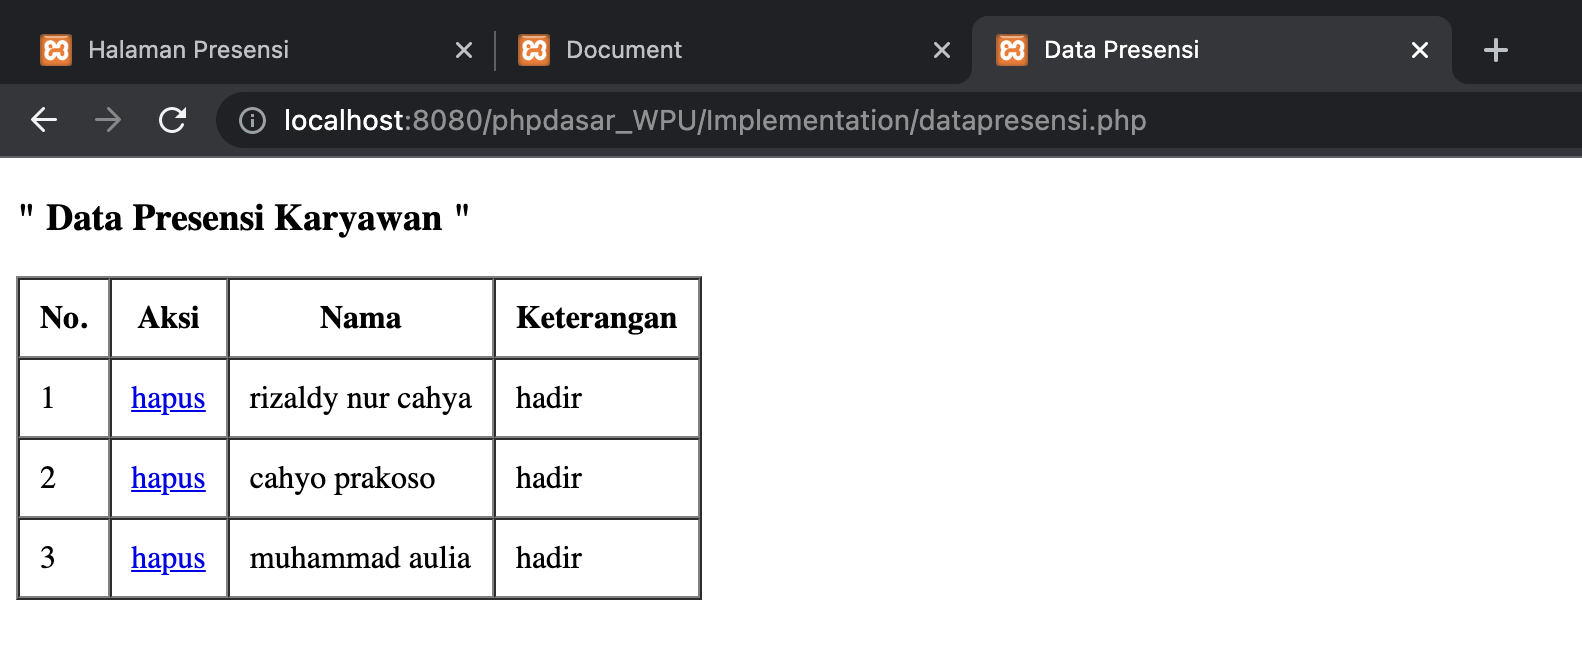 Halaman Presensi Document Data Presensi
localhost:8080/phpdasar_WPU/Implementation/datapresensi.php
" Data Presensi Karyawan "
No. Aksi Nama Keterangan
1 hapus rizaldy nur cahya hadir
2 hapus cahyo prakoso hadir
3 hapus muhammad aulia hadir